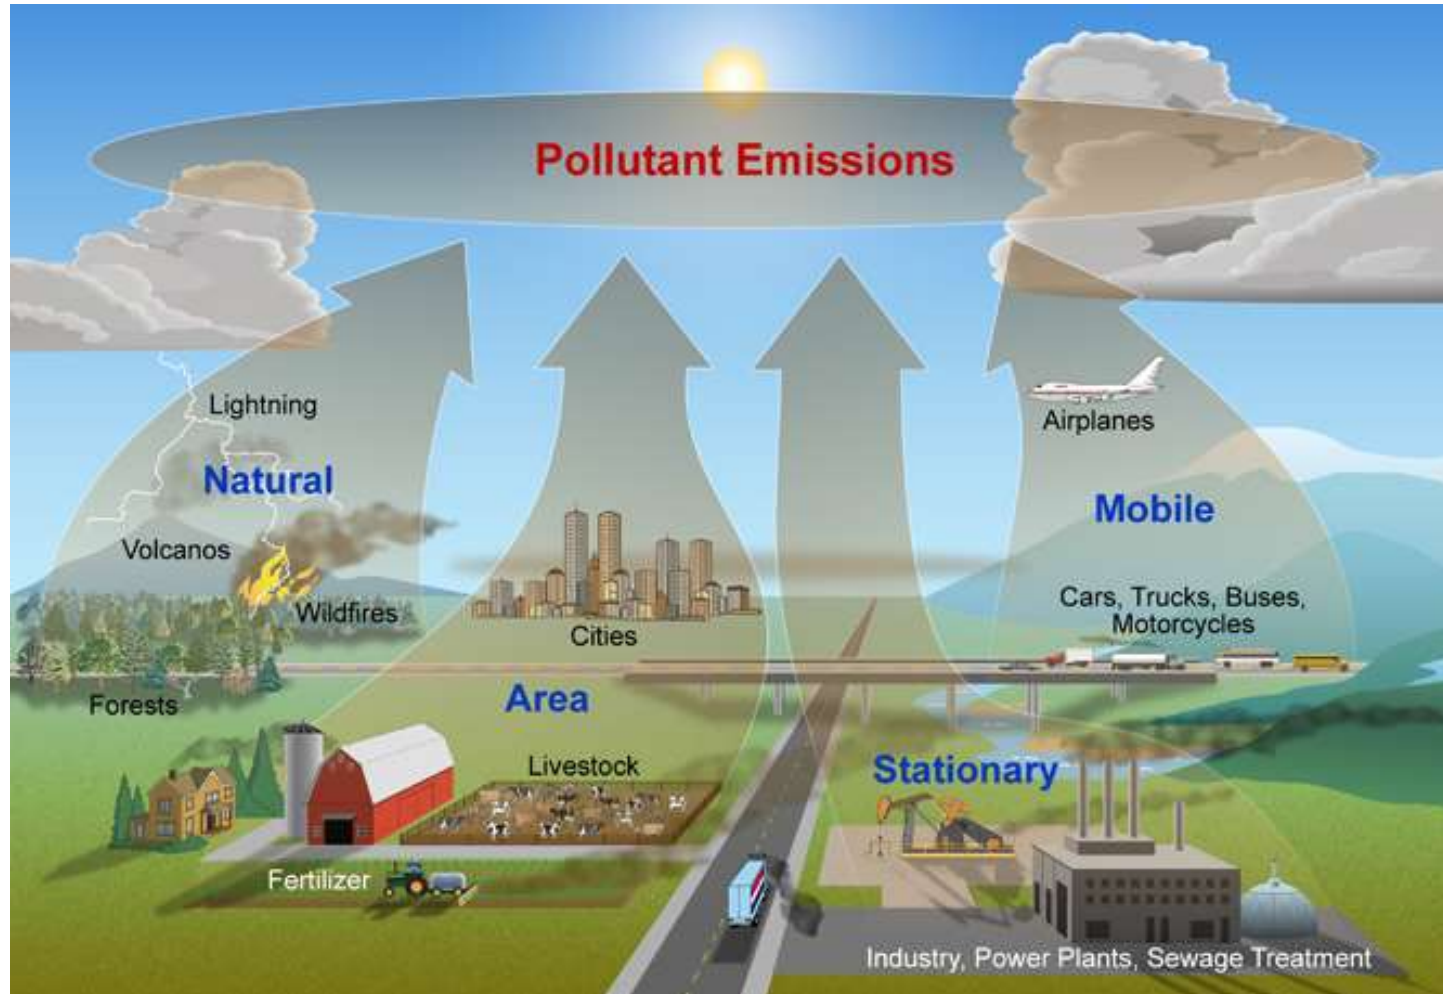 Pollutant Emissions
Lightning
Natural
Volcanos
Wildfires
Forests
Cities
Area
Livestock
Fertilizer
Airplanes
Mobile
Cars, Trucks, Buses,
Motorcycles
Stationary
Industry, Power Plants, Sewage Treatment